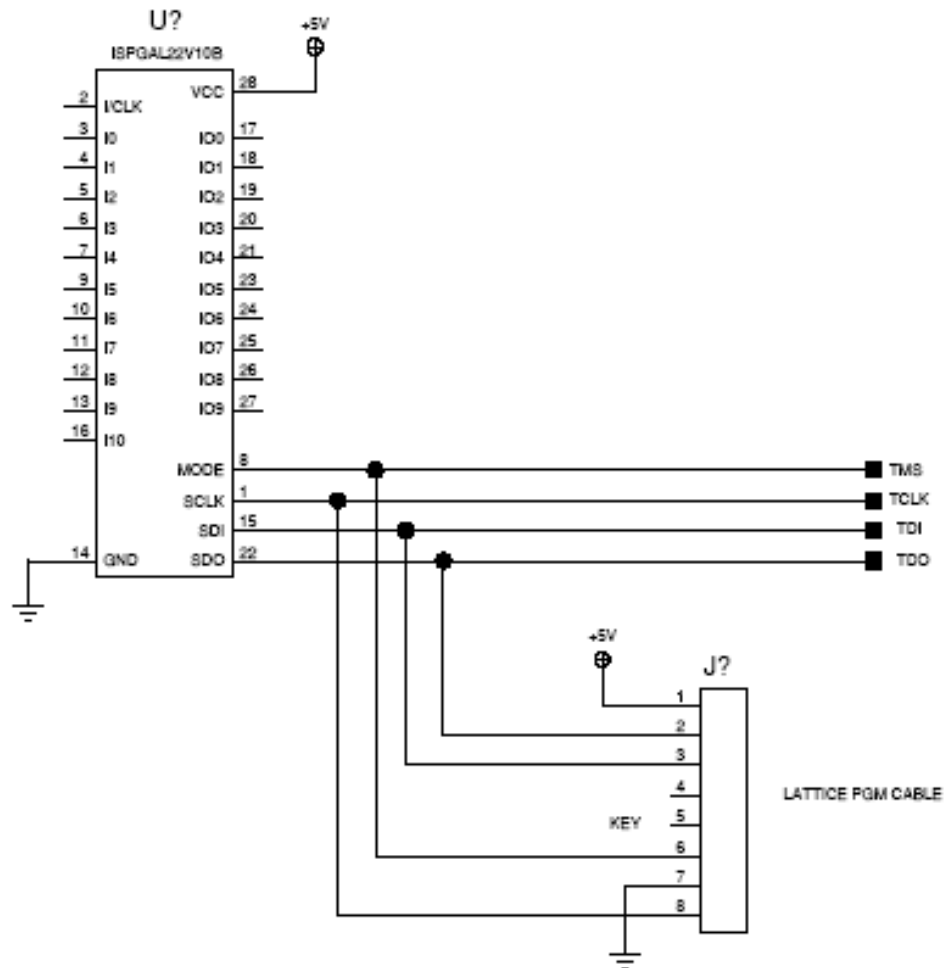 U?
+5V
ISPGAL22V10B
VCC 28
2 I/CLK
3 I0 IO0 17
4 I1 IO1 18
5 I2 IO2 19
6 I3 IO3 20
7 I4 IO4 21
9 I5 IO5 23
10 I6 IO6 24
11 I7 IO7 25
12 I8 IO8 26
13 I9 IO9 27
16 I10
MODE 8 TMS
SCLK 1 TCLK
SDI 15 TDI
14 GND SDO 22 TDO
+5V
J?
1
2
3
4 LATTICE PGM CABLE
KEY 5
6
7
8